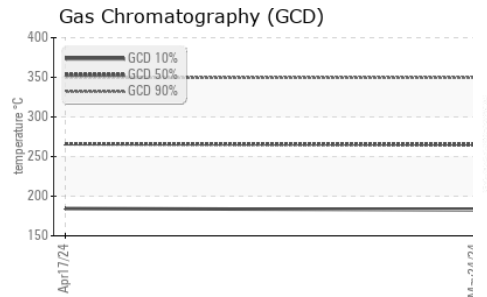 Gas Chromatography (GCD)
400
350
300
250
200
150
temperature °C
GCD 10%
GCD 50%
GCD 90%
Apr17/24